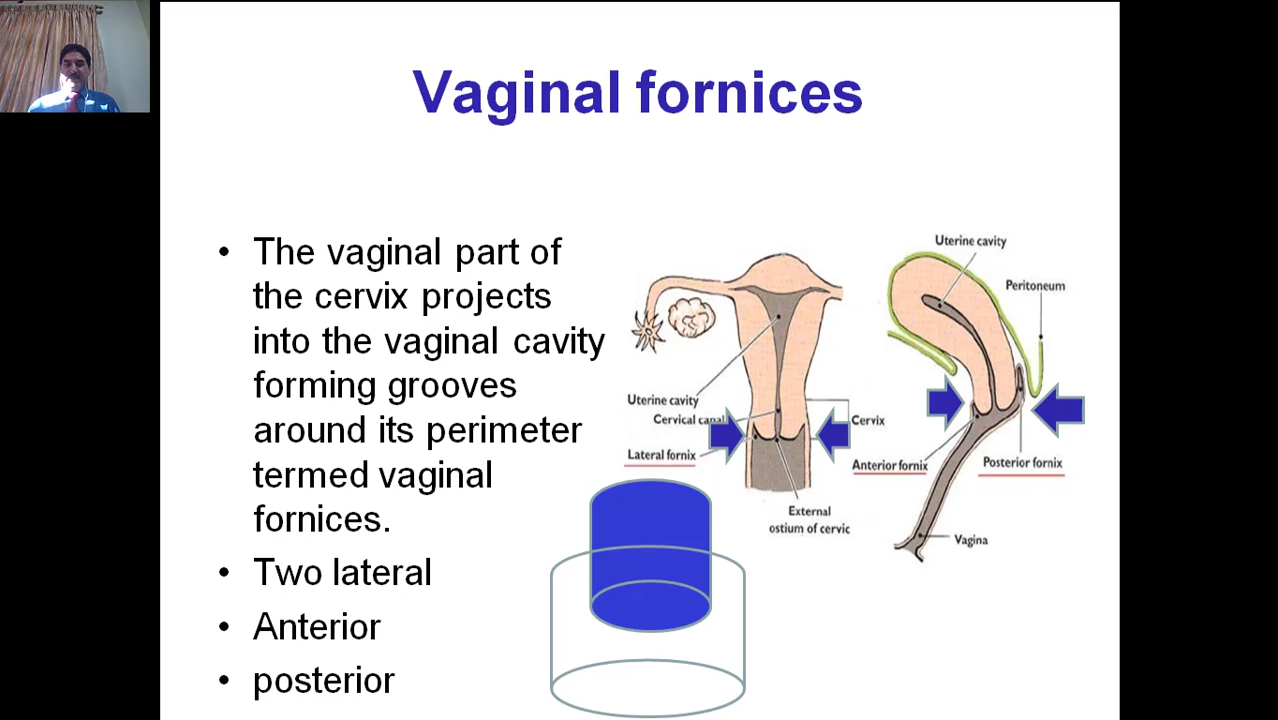 Vaginal fornices
• The vaginal part of
the cervix projects
into the vaginal cavity
forming grooves
around its perimeter
termed vaginal
fornices.
• Two lateral
• Anterior
• posterior
Uterine cavity
Peritoneum
Uterine cavity
Cervical canal
Cervix
Lateral fornix
Anterior fornix
Posterior fornix
External
ostium of cervic
Vagina